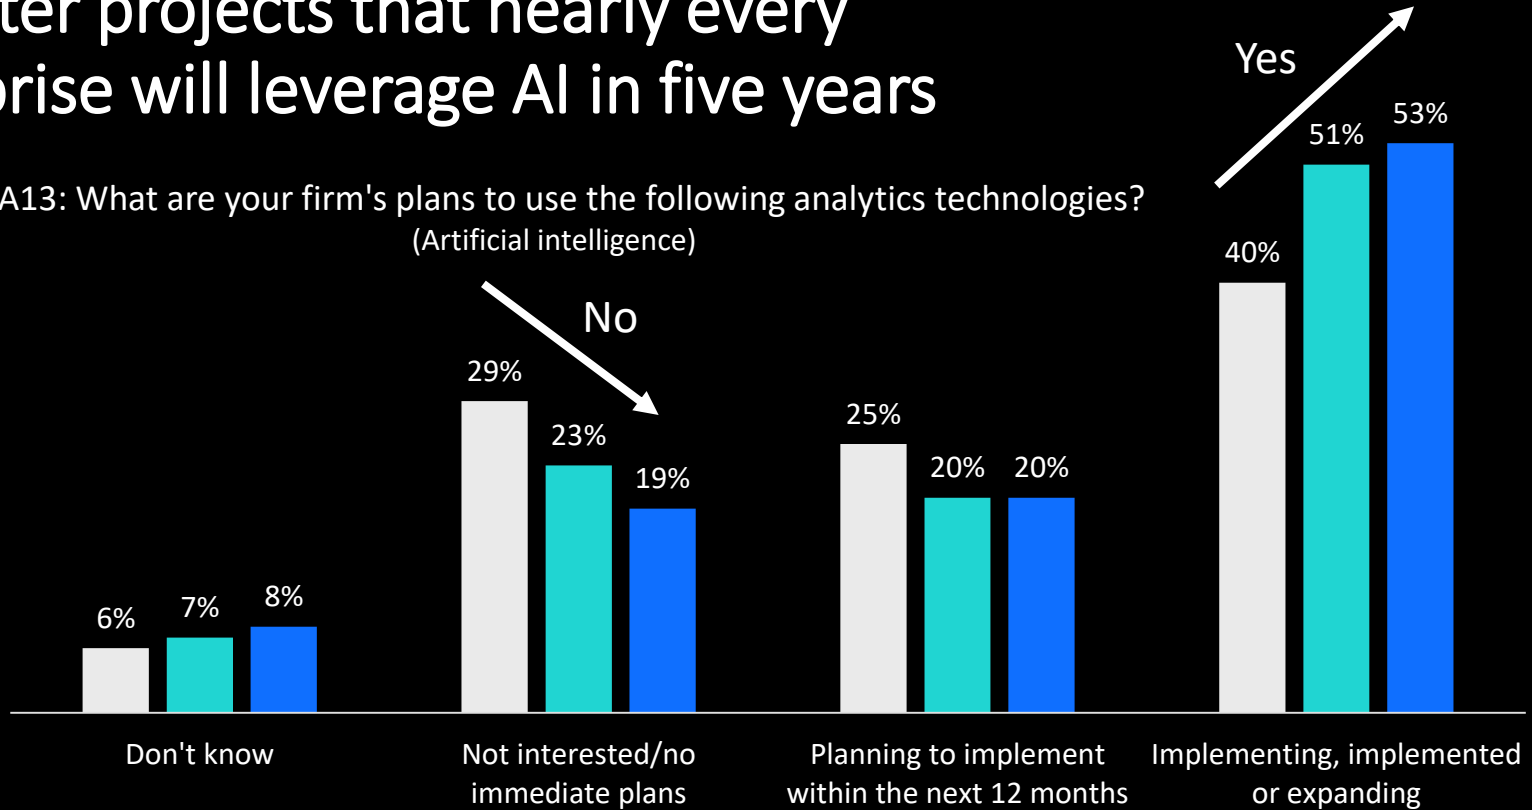 projects that nearly every
will leverage AI in five years
Yes
A13: What are your firm's plans to use the following analytics technologies?
(Artificial intelligence)
No
6%
7%
8%
29%
23%
19%
25%
20%
20%
40%
51%
53%
Don't know
Not interested/no
immediate plans
Planning to implement
within the next 12 months
Implementing, implemented
or expanding